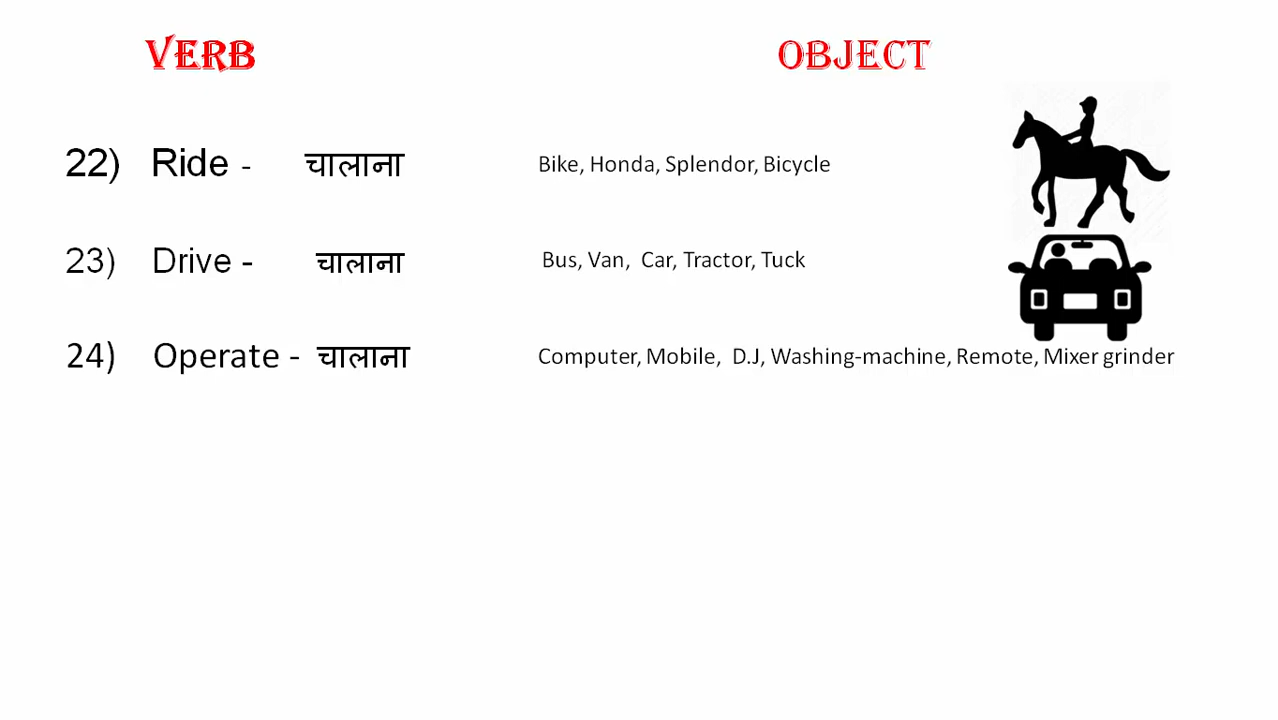 VERB OBJECT
22) Ride - चालाना Bike, Honda, Splendor, Bicycle
23) Drive - चालाना Bus, Van, Car, Tractor, Tuck
24) Operate - चालाना Computer, Mobile, D.J, Washing-machine, Remote, Mixer grinder